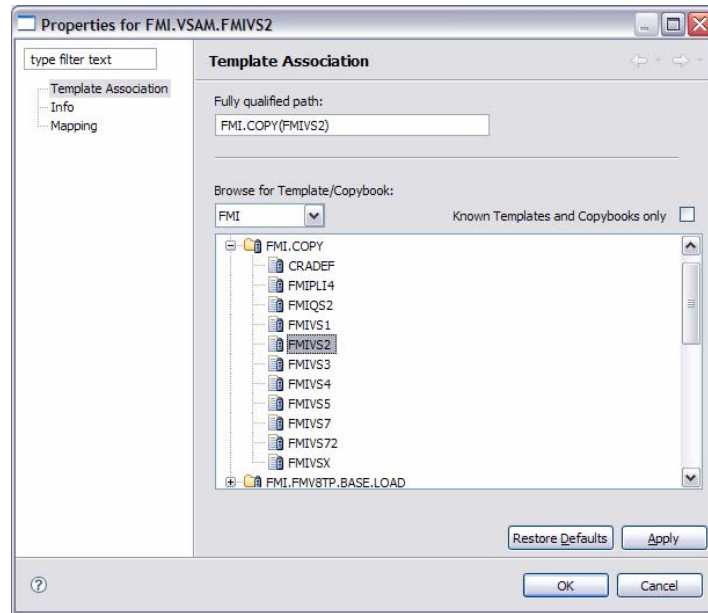 Properties for FMI.VSAM.FMIVS2
type filter text
Template Association
Info
Mapping
Template Association
Fully qualified path:
FMI.COPY(FMIVS2)
Browse for Template/Copybook:
FMI
Known Templates and Copybooks only
FMI.COPY
CRADEF
FMIPLI4
FMIQS2
FMIVS1
FMIVS2
FMIVS3
FMIVS4
FMIVS5
FMIVS7
FMIVS72
FMIVSX
FMI.FMV8TP.BASE.LOAD
Restore Defaults
Apply
?
OK
Cancel